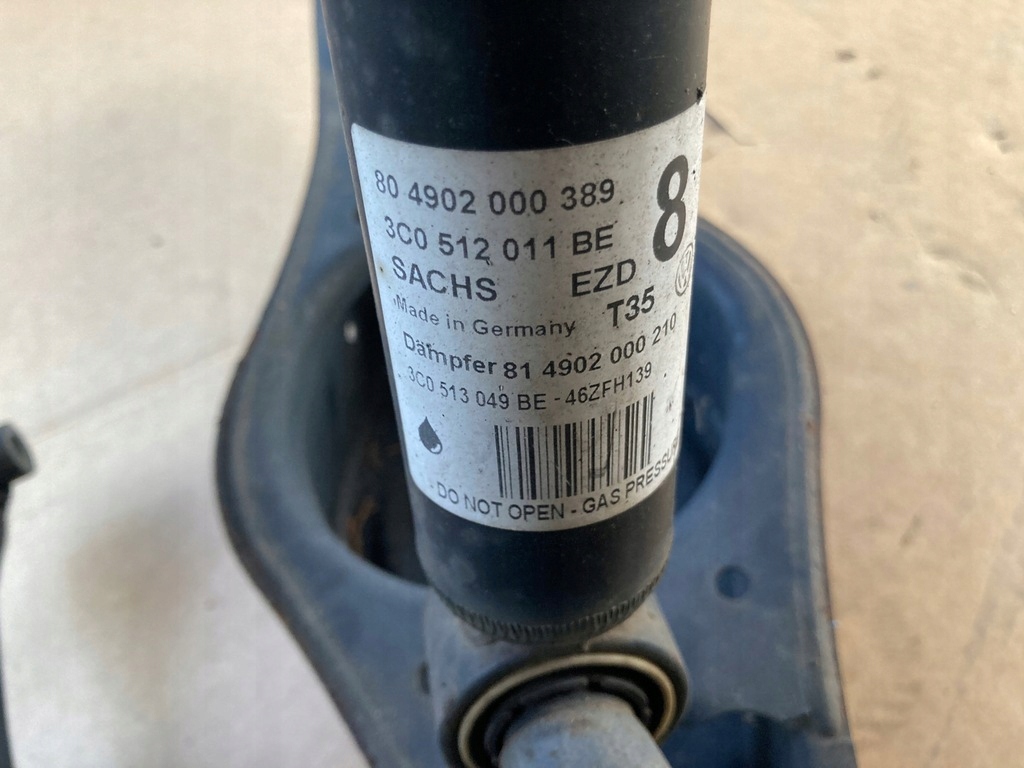 80 4902 000 389
8
3C0 512 011 BE
SACHS EZD
Made in Germany T35
Dämpfer 81 4902 000 210
3C0 513 049 BE - 46ZFH139
- DO NOT OPEN - GAS